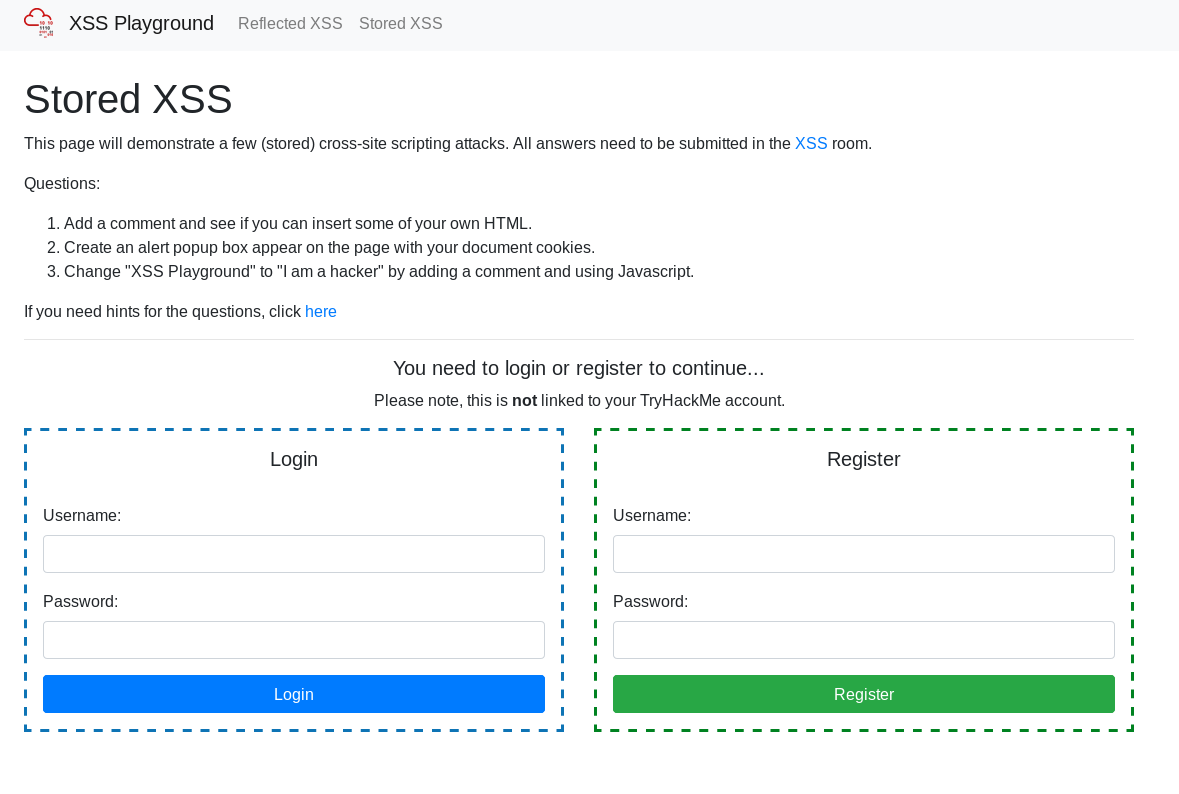 XSS Playground Reflected XSS Stored XSS
Stored XSS
This page will demonstrate a few (stored) cross-site scripting attacks. All answers need to be submitted in the XSS room.
Questions:
1. Add a comment and see if you can insert some of your own HTML.
2. Create an alert popup box appear on the page with your document cookies.
3. Change "XSS Playground" to "I am a hacker" by adding a comment and using Javascript.
If you need hints for the questions, click here
You need to login or register to continue...
Please note, this is not linked to your TryHackMe account.
Login
Username:
Password:
Login
Register
Username:
Password:
Register